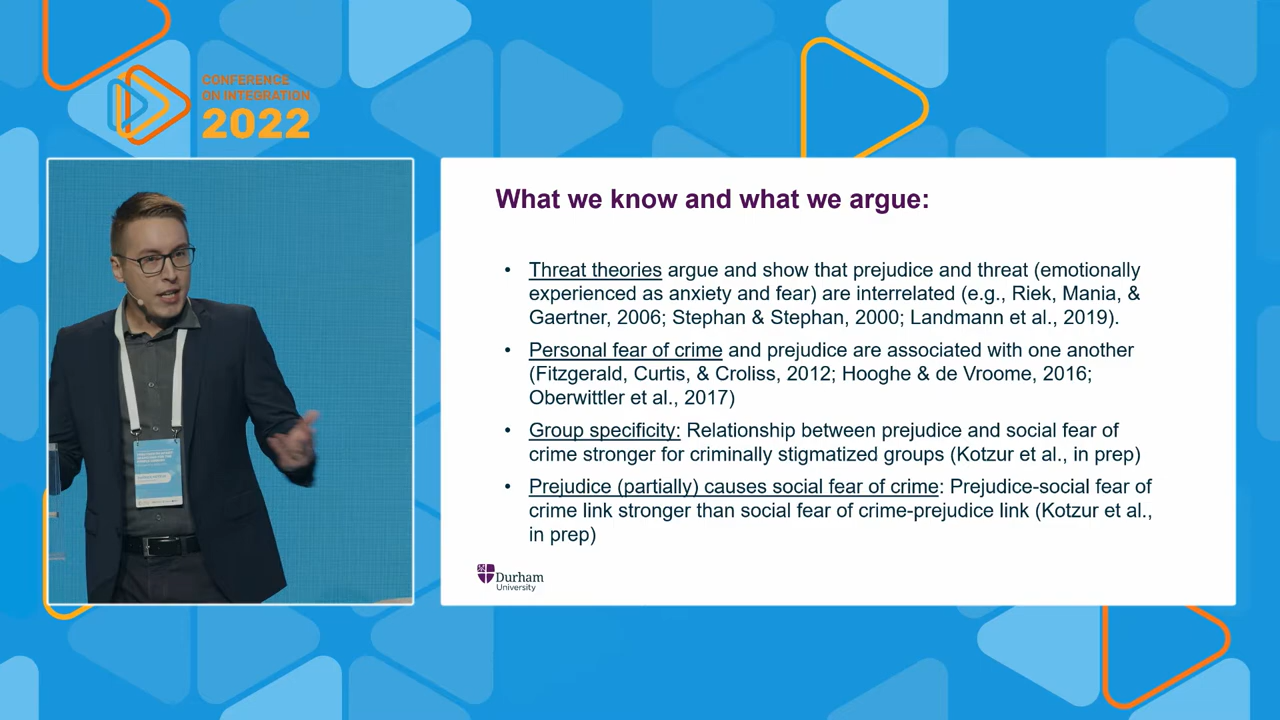 CONFERENCE
ON INTEGRATION
2022
What we know and what we argue:
• Threat theories argue and show that prejudice and threat (emotionally
experienced as anxiety and fear) are interrelated (e.g., Riek, Mania, &
Gaertner, 2006; Stephan & Stephan, 2000; Landmann et al., 2019).
• Personal fear of crime and prejudice are associated with one another
(Fitzgerald, Curtis, & Croliss, 2012; Hooghe & de Vroome, 2016;
Oberwittler et al., 2017)
• Group specificity: Relationship between prejudice and social fear of
crime stronger for criminally stigmatized groups (Kotzur et al., in prep)
• Prejudice (partially) causes social fear of crime: Prejudice-social fear of
crime link stronger than social fear of crime-prejudice link (Kotzur et al.,
in prep)
Durham
University